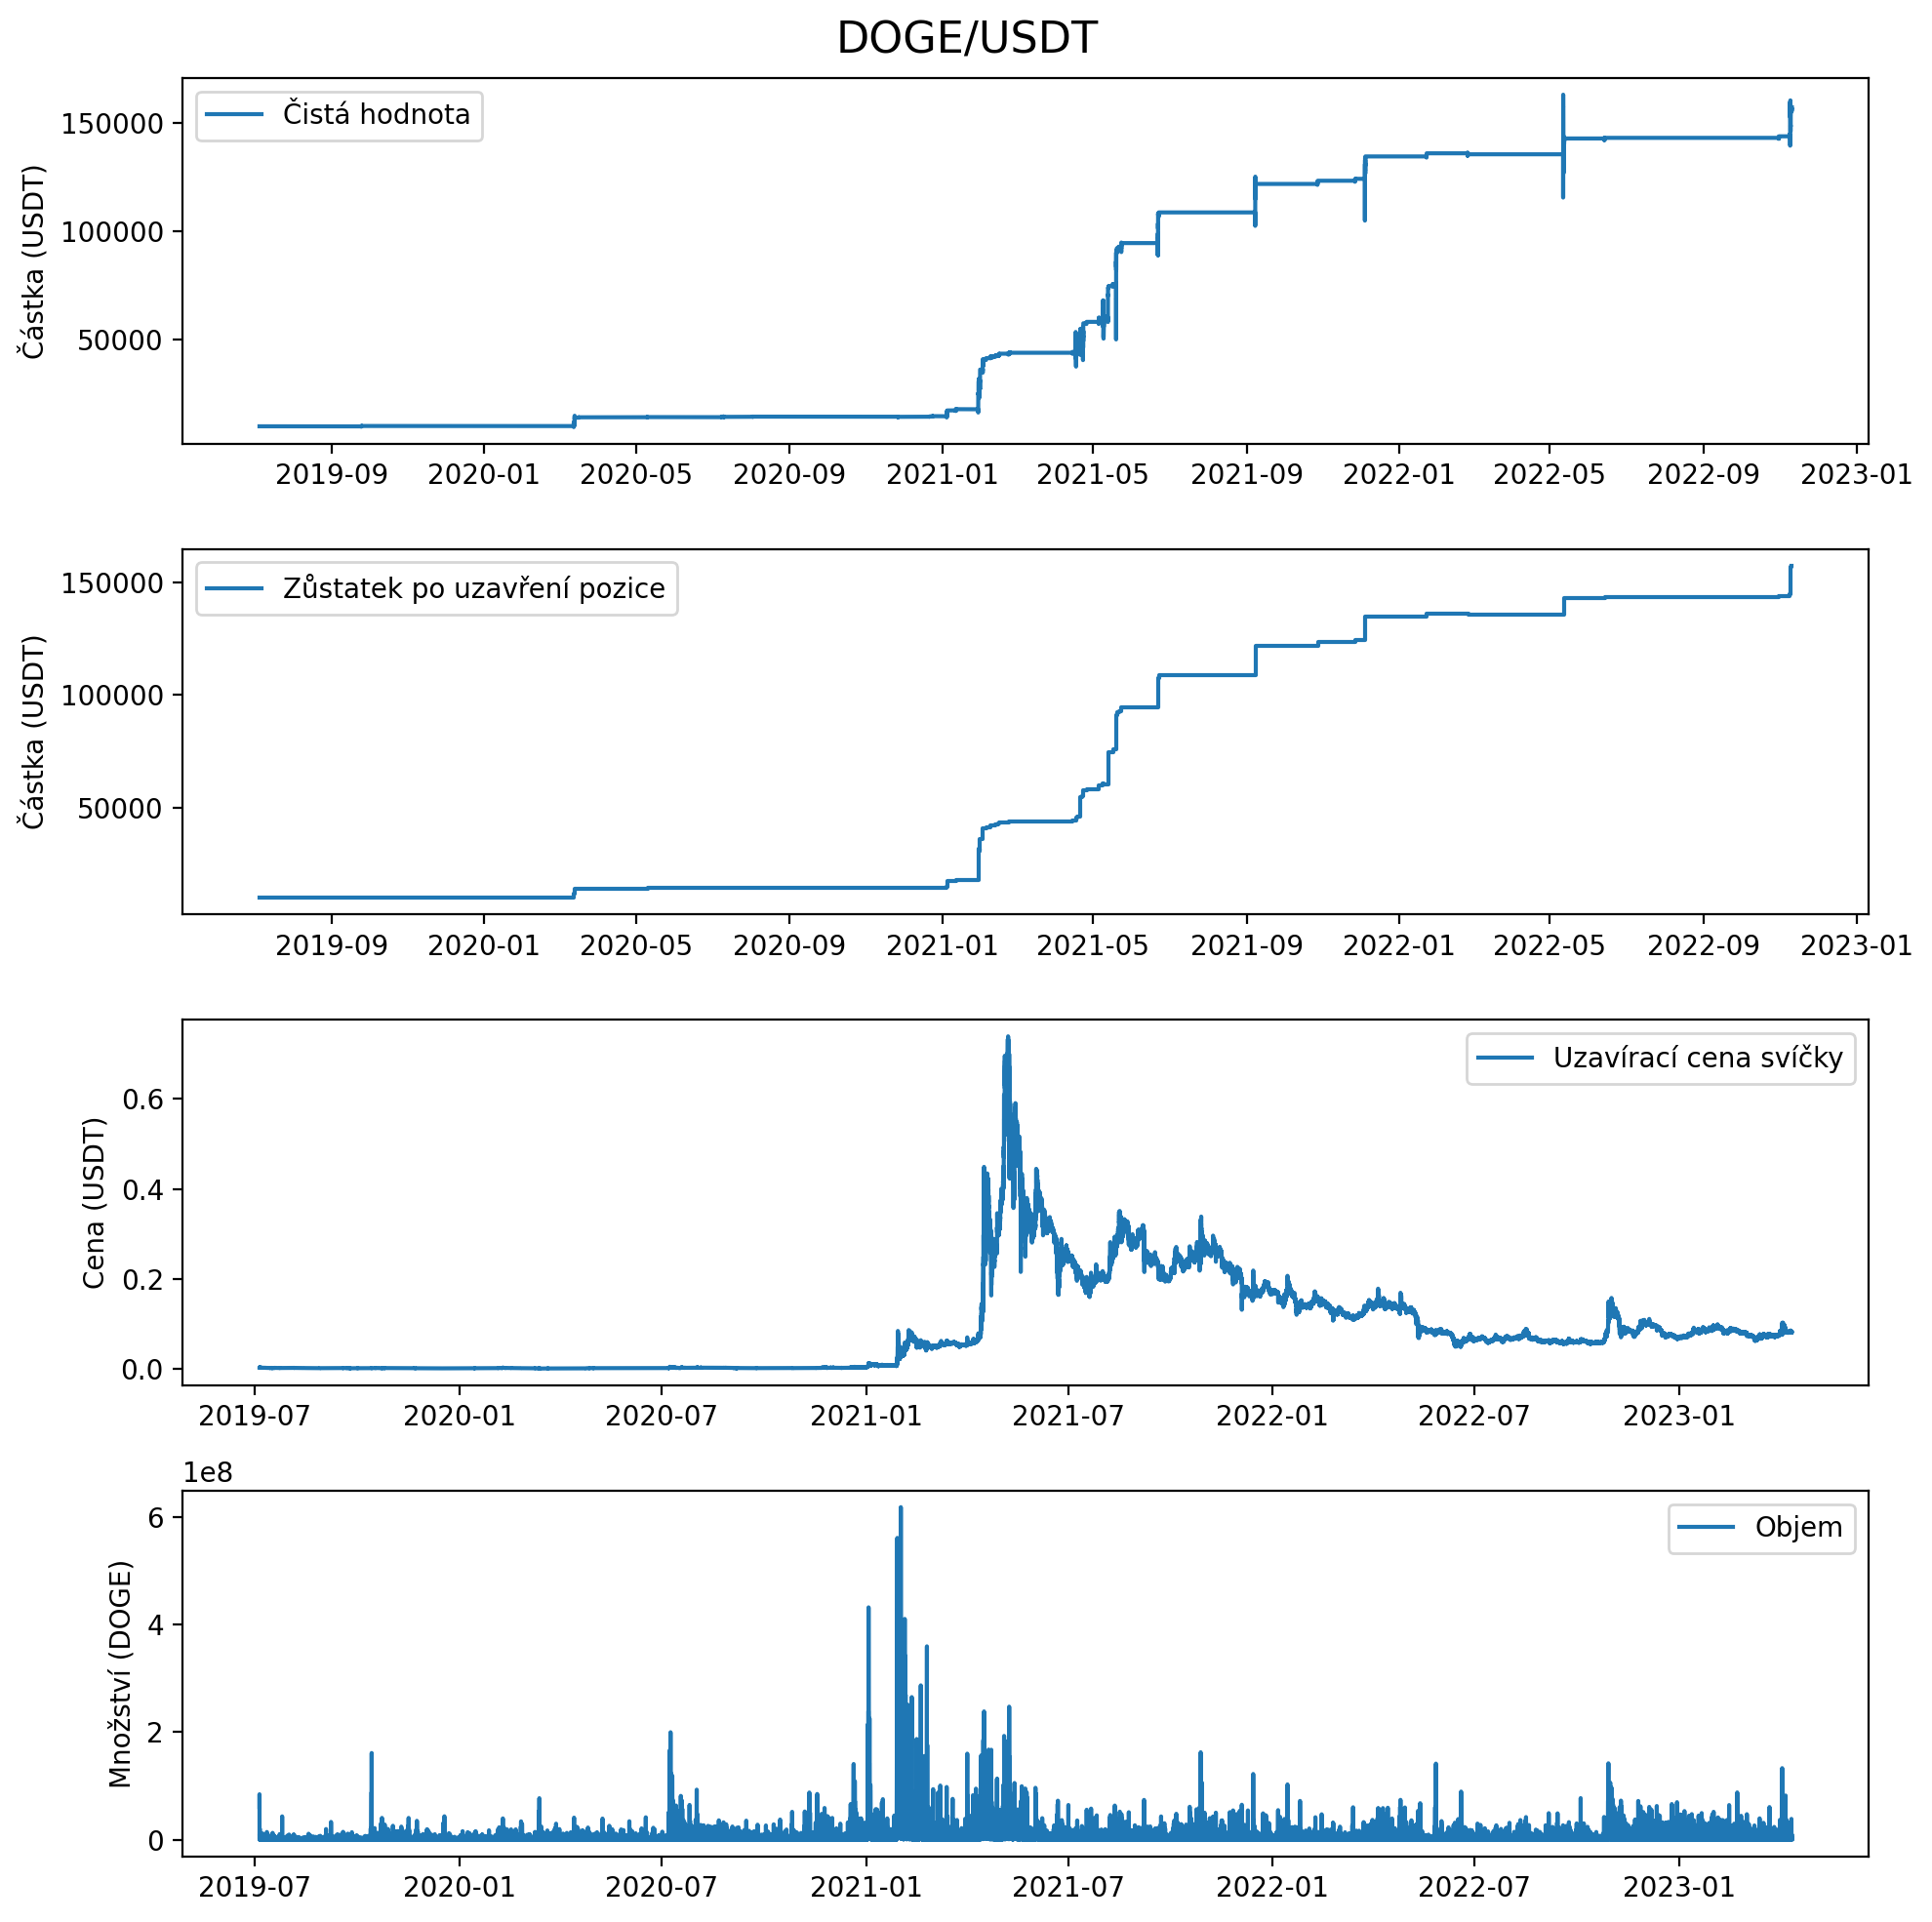 DOGE/USDT
Čistá hodnota
Částka (USDT)
150000
100000
50000
2019-09 2020-01 2020-05 2020-09 2021-01 2021-05 2021-09 2022-01 2022-05 2022-09 2023-01
Zůstatek po uzavření pozice
Částka (USDT)
150000
100000
50000
2019-09 2020-01 2020-05 2020-09 2021-01 2021-05 2021-09 2022-01 2022-05 2022-09 2023-01
Uzavírací cena svíčky
Cena (USDT)
0.6
0.4
0.2
0.0
2019-07 2020-01 2020-07 2021-01 2021-07 2022-01 2022-07 2023-01
1e8
Objem
Množství (DOGE)
6
4
2
0
2019-07 2020-01 2020-07 2021-01 2021-07 2022-01 2022-07 2023-01